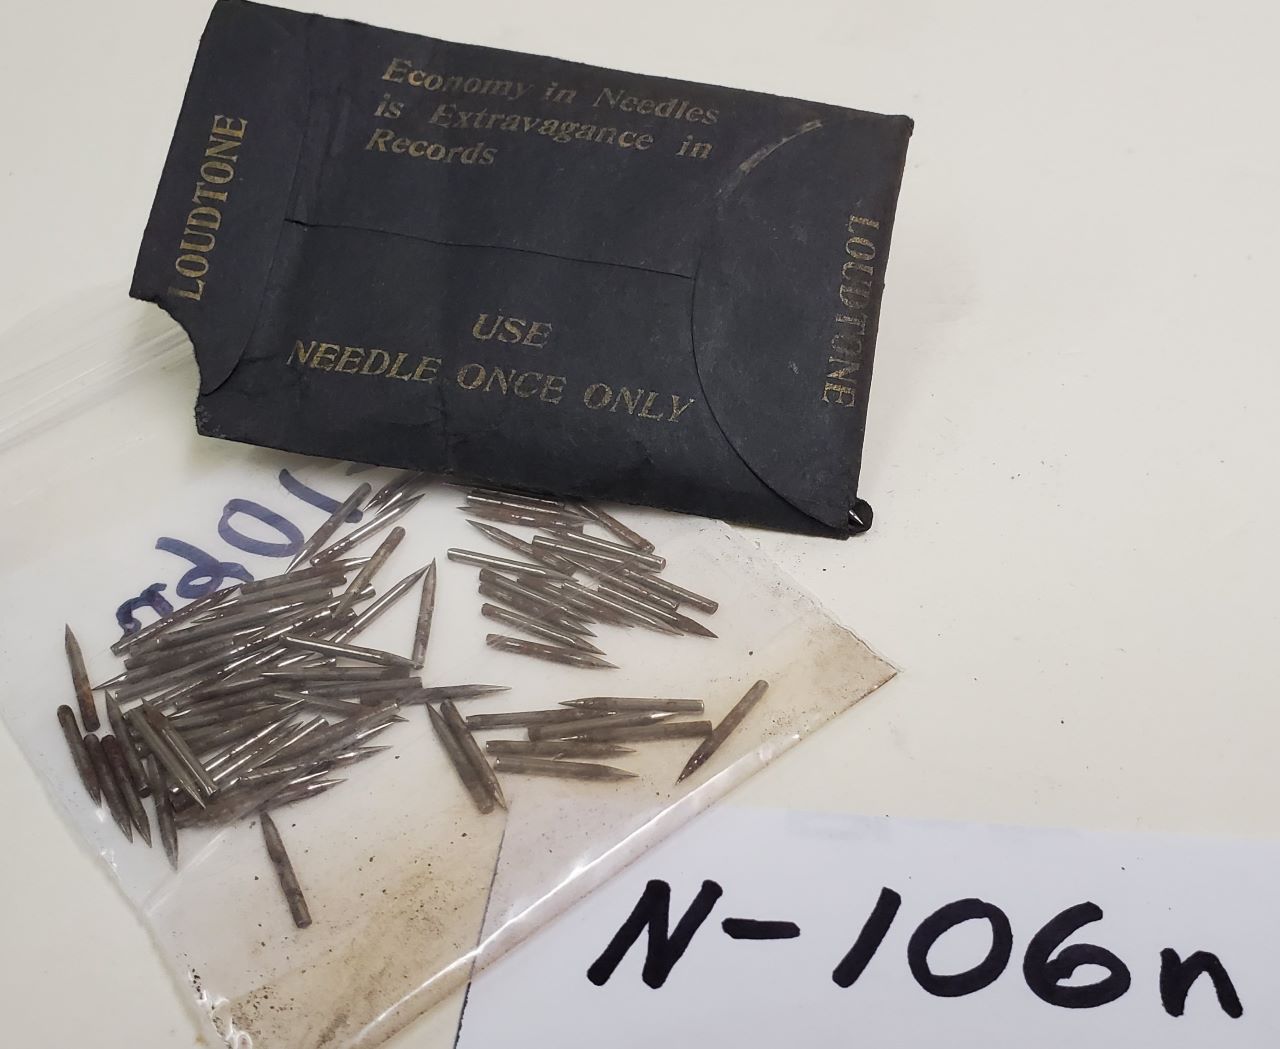 Economy in Needles
is Extravagance in
Records
LOUDTONE
LOUDTONE
USE
NEEDLE ONCE ONLY
N-106n